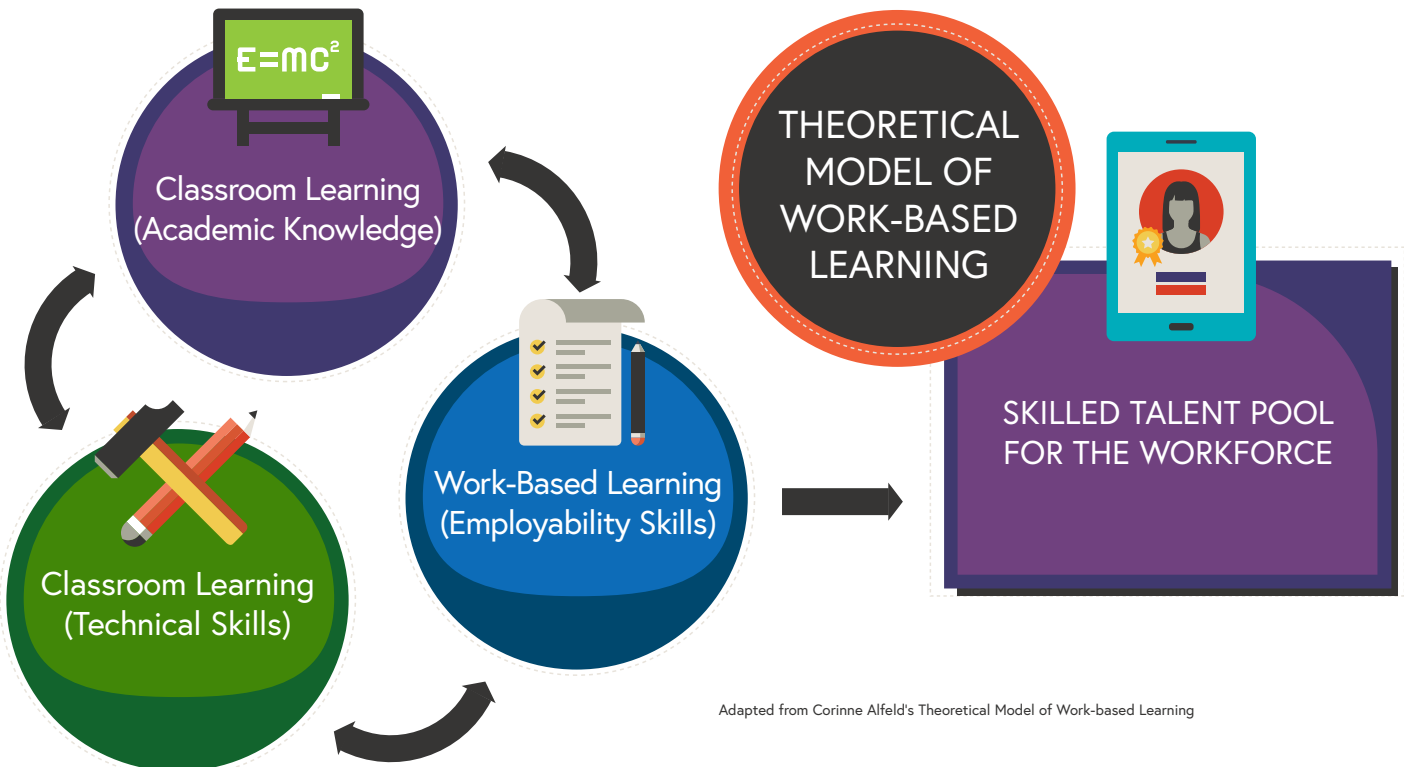 E=mc²
Classroom Learning
(Academic Knowledge)
THEORETICAL
MODEL OF
WORK-BASED
LEARNING
SKILLED TALENT POOL
FOR THE WORKFORCE
Work-Based Learning
(Employability Skills)
Classroom Learning
(Technical Skills)
Adapted from Corinne Alfeld's Theoretical Model of Work-based Learning